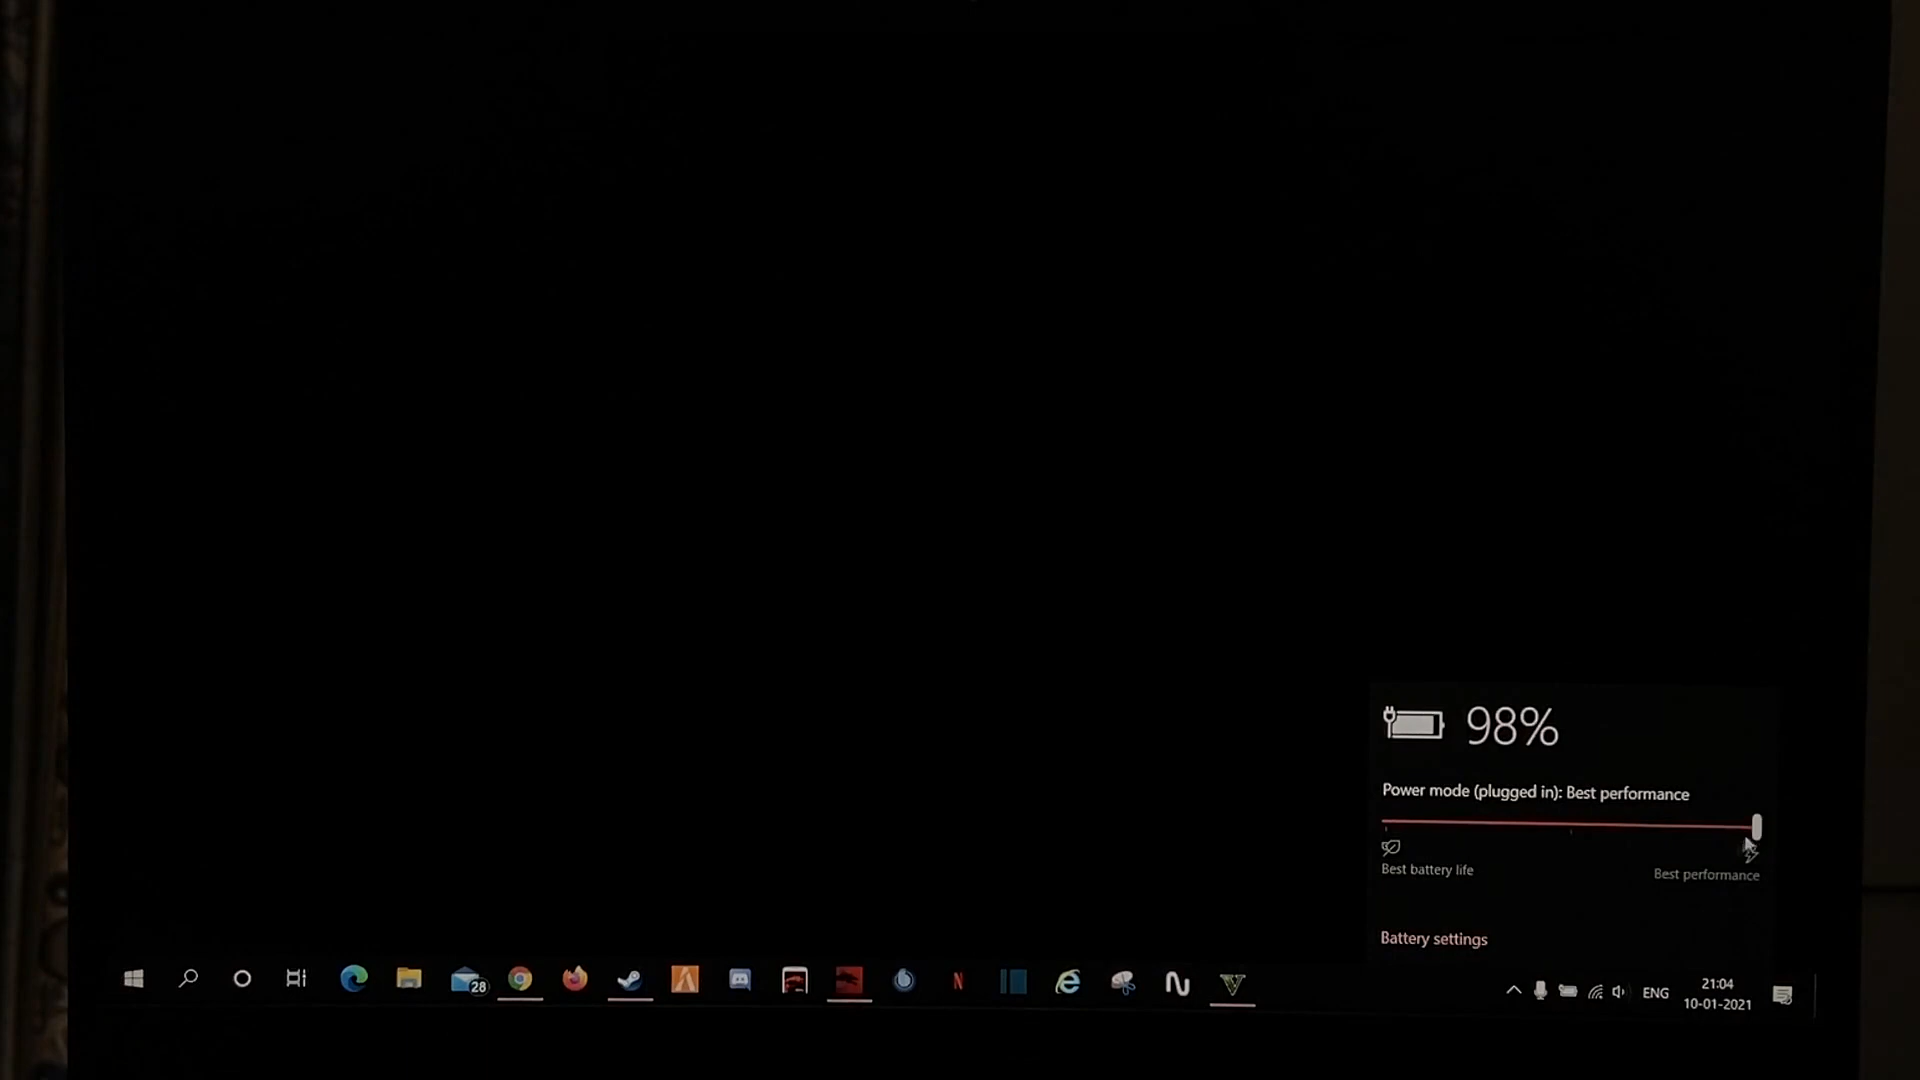 98%
Power mode (plugged in): Best performance
Best battery life
Best performance
Battery settings
28
N
ENG
21:04
10-01-2021